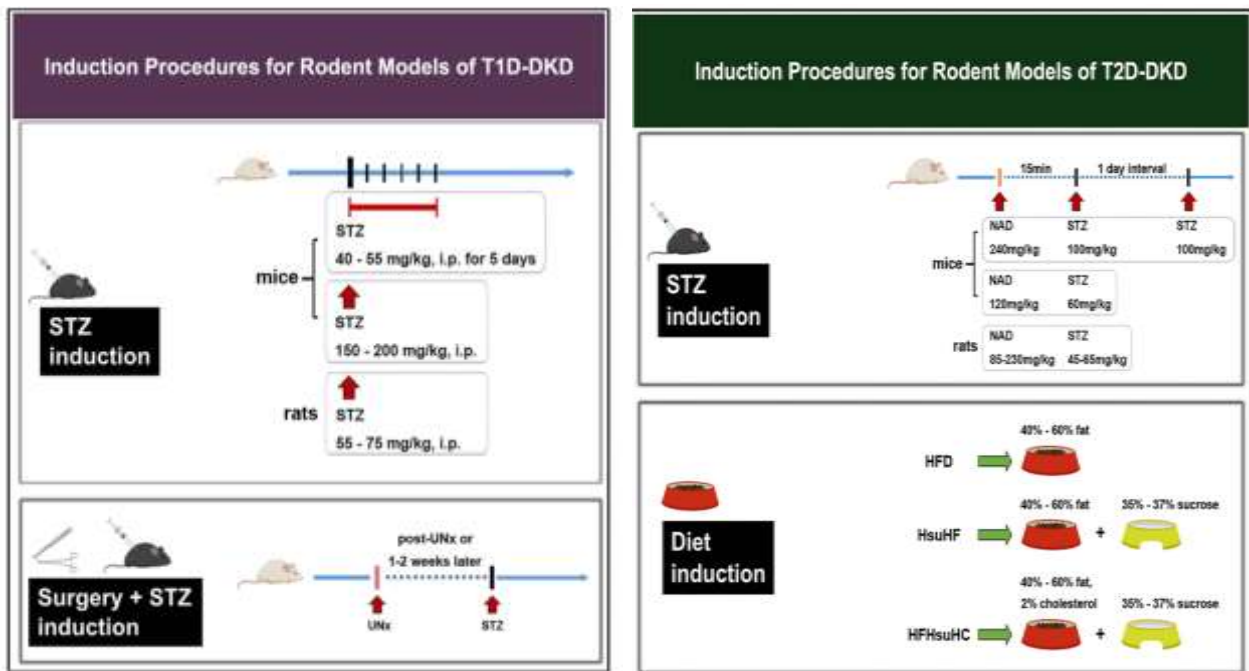 Induction Procedures for Rodent Models of T1D-DKD
STZ
induction
mice
STZ
40 - 55 mg/kg, i.p. for 5 days
STZ
150 - 200 mg/kg, i.p.
rats
STZ
55 - 75 mg/kg, i.p.
Surgery + STZ
induction
post-UNx or
1-2 weeks later
UNx
STZ
Induction Procedures for Rodent Models of T2D-DKD
STZ
induction
15min
1 day interval
mice
NAD STZ STZ
240mg/kg 100mg/kg 100mg/kg
NAD STZ
120mg/kg 60mg/kg
rats
NAD STZ
85-230mg/kg 45-65mg/kg
Diet
induction
40% - 60% fat
HFD
40% - 60% fat 35% - 37% sucrose
HsuHF
+
40% - 60% fat,
2% cholesterol 35% - 37% sucrose
HFHsuHC
+